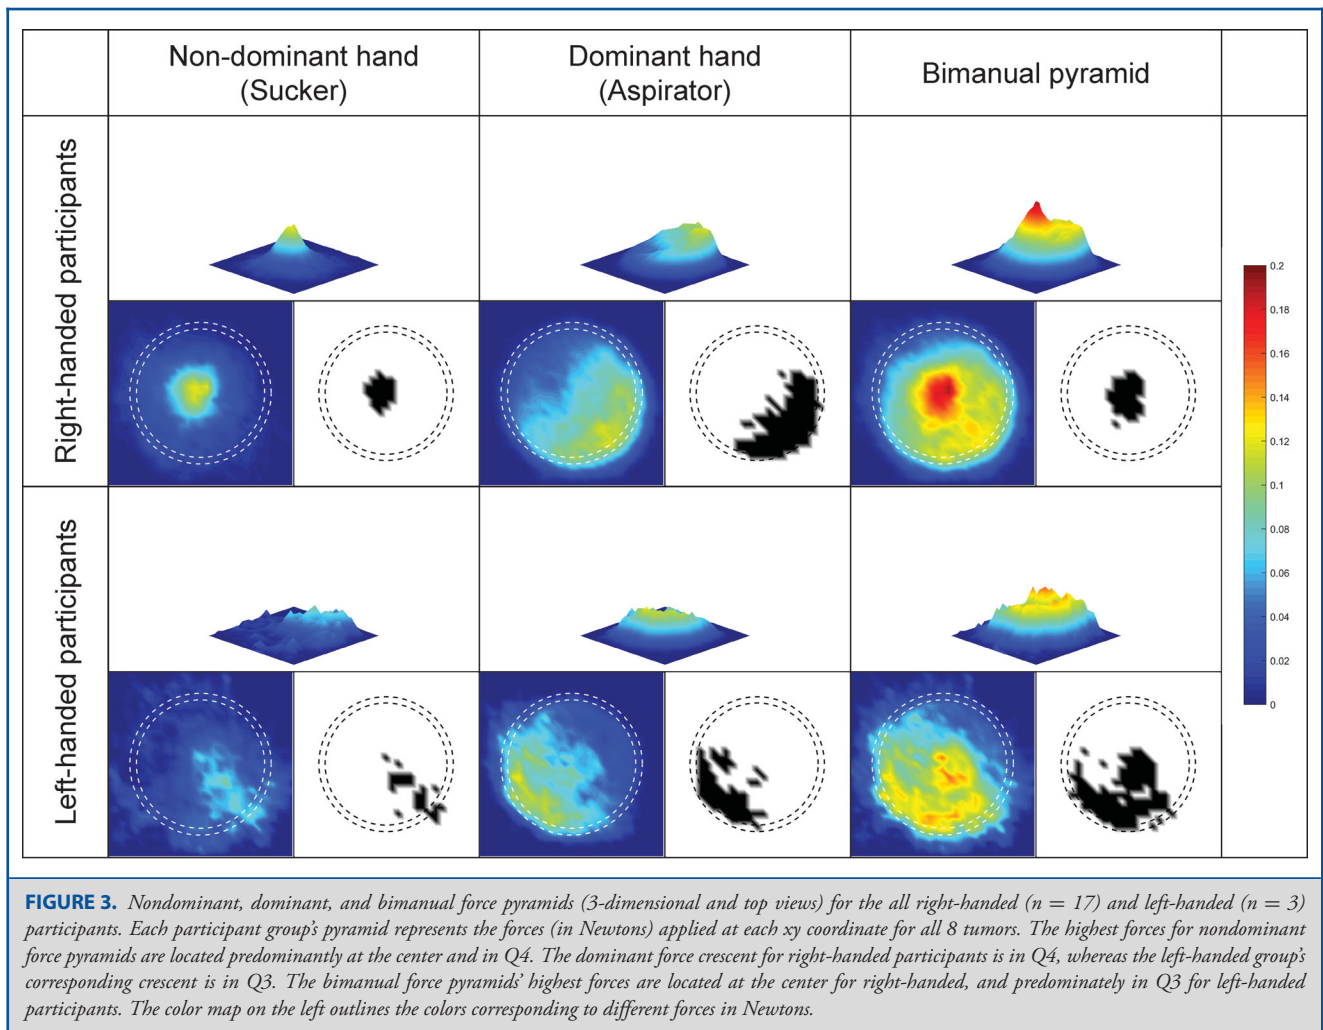 Non-dominant hand
(Sucker)
Dominant hand
(Aspirator)
Bimanual pyramid
Right-handed participants
Left-handed participants
0.2
0.18
0.16
0.14
0.12
0.1
0.08
0.06
0.04
0.02
0
FIGURE 3. Nondominant, dominant, and bimanual force pyramids (3-dimensional and top views) for the all right-handed (n = 17) and left-handed (n = 3)
participants. Each participant group's pyramid represents the forces (in Newtons) applied at each xy coordinate for all 8 tumors. The highest forces for nondominant
force pyramids are located predominantly at the center and in Q4. The dominant force crescent for right-handed participants is in Q4, whereas the left-handed group's
corresponding crescent is in Q3. The bimanual force pyramids' highest forces are located at the center for right-handed, and predominately in Q3 for left-handed
participants. The color map on the left outlines the colors corresponding to different forces in Newtons.